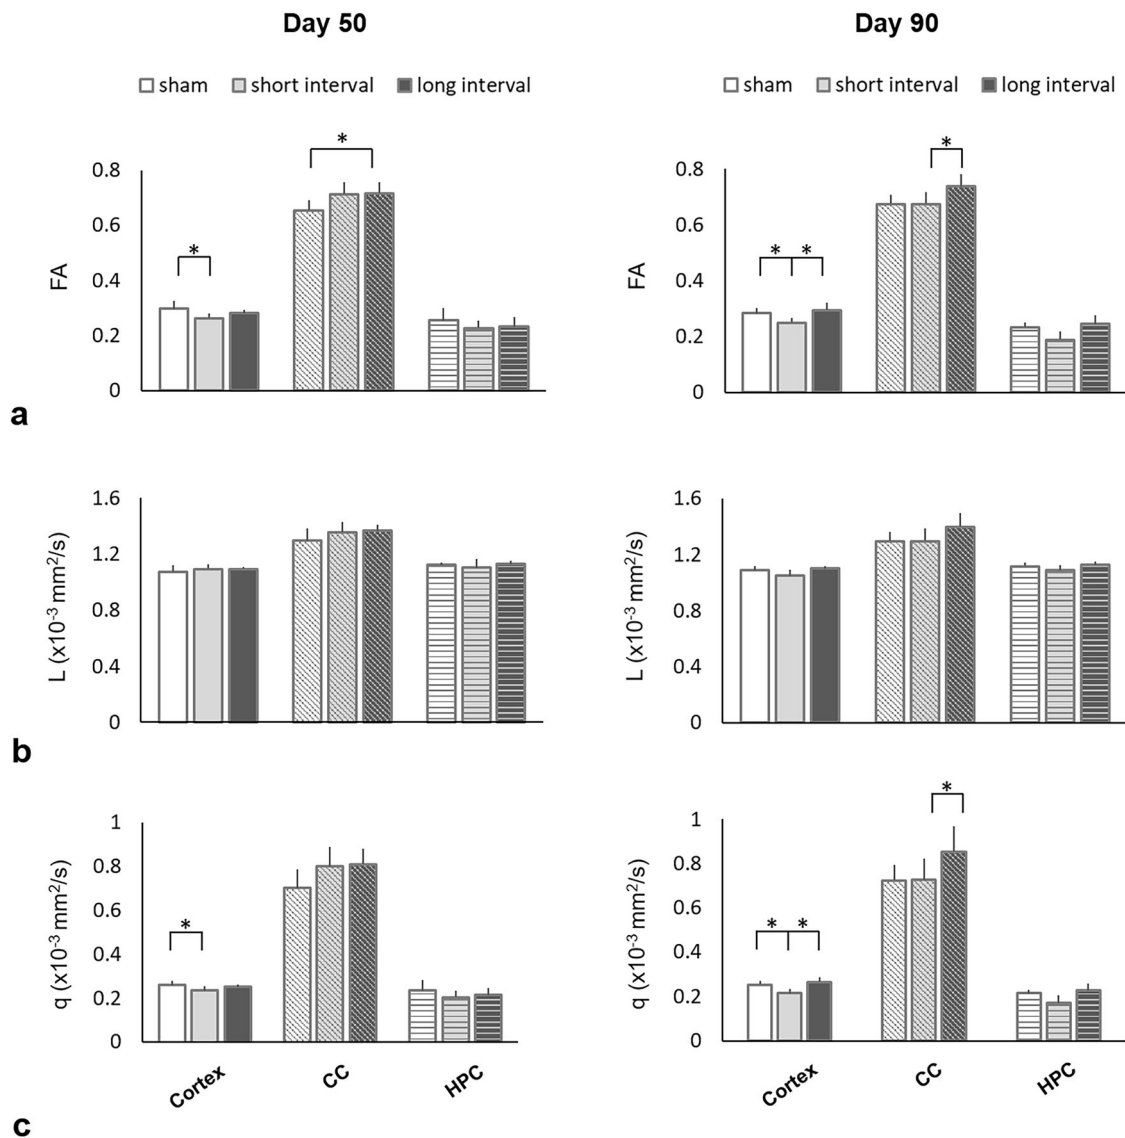 Day 50
Day 90
sham short interval long interval
sham short interval long interval
*
*
0.8
0.6
0.4
0.2
0
FA
*
*
*
0.8
0.6
0.4
0.2
0
FA
a
1.6
1.2
0.8
0.4
0
L (x10-3 mm2/s)
1.6
1.2
0.8
0.4
0
L (x10-3 mm2/s)
b
*
1
0.8
0.6
0.4
0.2
0
q (x10-3 mm2/s)
Cortex
CC
HPC
*
*
*
1
0.8
0.6
0.4
0.2
0
q (x10-3 mm2/s)
Cortex
CC
HPC
c